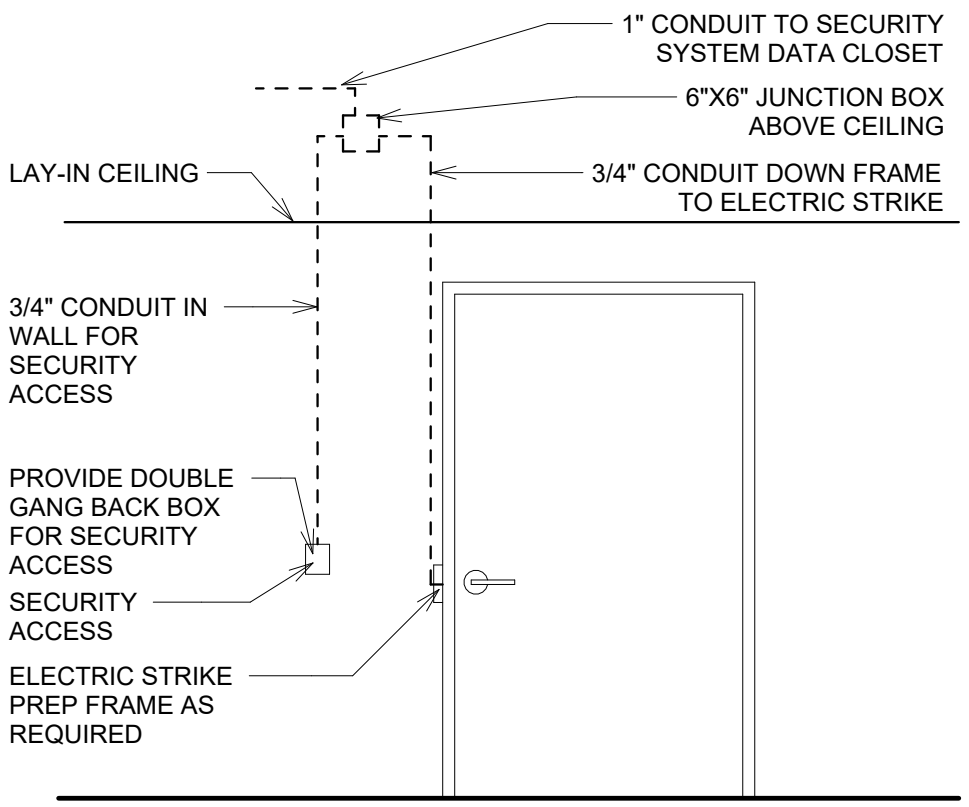 1" CONDUIT TO SECURITY
SYSTEM DATA CLOSET
6"X6" JUNCTION BOX
ABOVE CEILING
LAY-IN CEILING
3/4" CONDUIT DOWN FRAME
TO ELECTRIC STRIKE
3/4" CONDUIT IN
WALL FOR
SECURITY
ACCESS
PROVIDE DOUBLE
GANG BACK BOX
FOR SECURITY
ACCESS
SECURITY
ACCESS
ELECTRIC STRIKE
PREP FRAME AS
REQUIRED